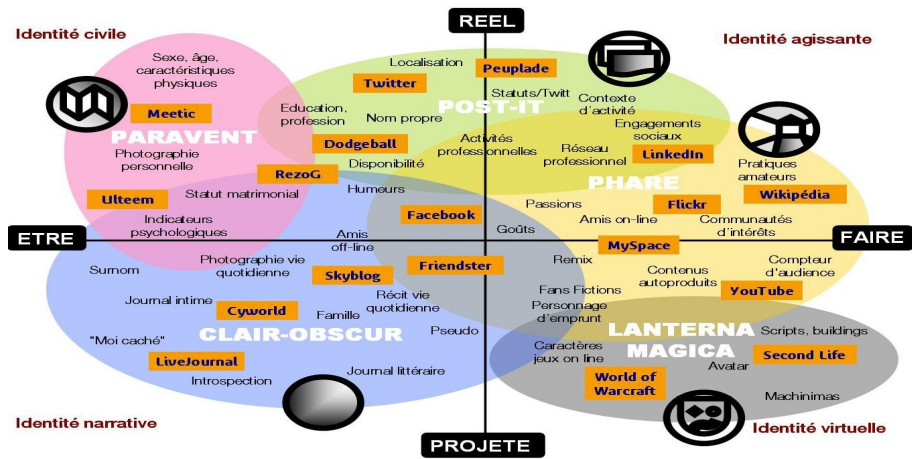 REEL
Identité civile
Identité agissante
Sexe, âge,
caractéristiques
physiques
Localisation
Twitter
Peuplade
Statuts/Twitt
Contexte
d'activité
Meetic
Education,
profession
POST-IT
Nom propre
Engagements
sociaux
PARAVENT
Dodgeball
Activités
professionnelles
Réseau
professionnel
LinkedIn
Photographie
personnelle
Disponibilité
Pratiques
amateurs
RezoG
PHARE
Ulteem
Statut matrimonial
Humeurs
Passions
Flickr
Wikipédia
Indicateurs
psychologiques
Facebook
Amis on-line
Communautés
d'intérêts
ETRE
Amis
off-line
Goûts
MySpace
FAIRE
Surnom
Photographie vie
quotidienne
Skyblog
Friendster
Remix
Contenus
autoproduits
Compteur
d'audience
Journal intime
Cyworld
Récit vie
quotidienne
Fans Fictions
YouTube
Famille
Personnage
d'emprunt
CLAIR-OBSCUR
Pseudo
LANTERNA
MAGICA
Scripts, buildings
"Moi caché"
LiveJournal
Caractères
jeux on line
Second Life
Introspection
Journal littéraire
World of
Warcraft
Avatar
Machinimas
Identité narrative
Identité virtuelle
PROJETE